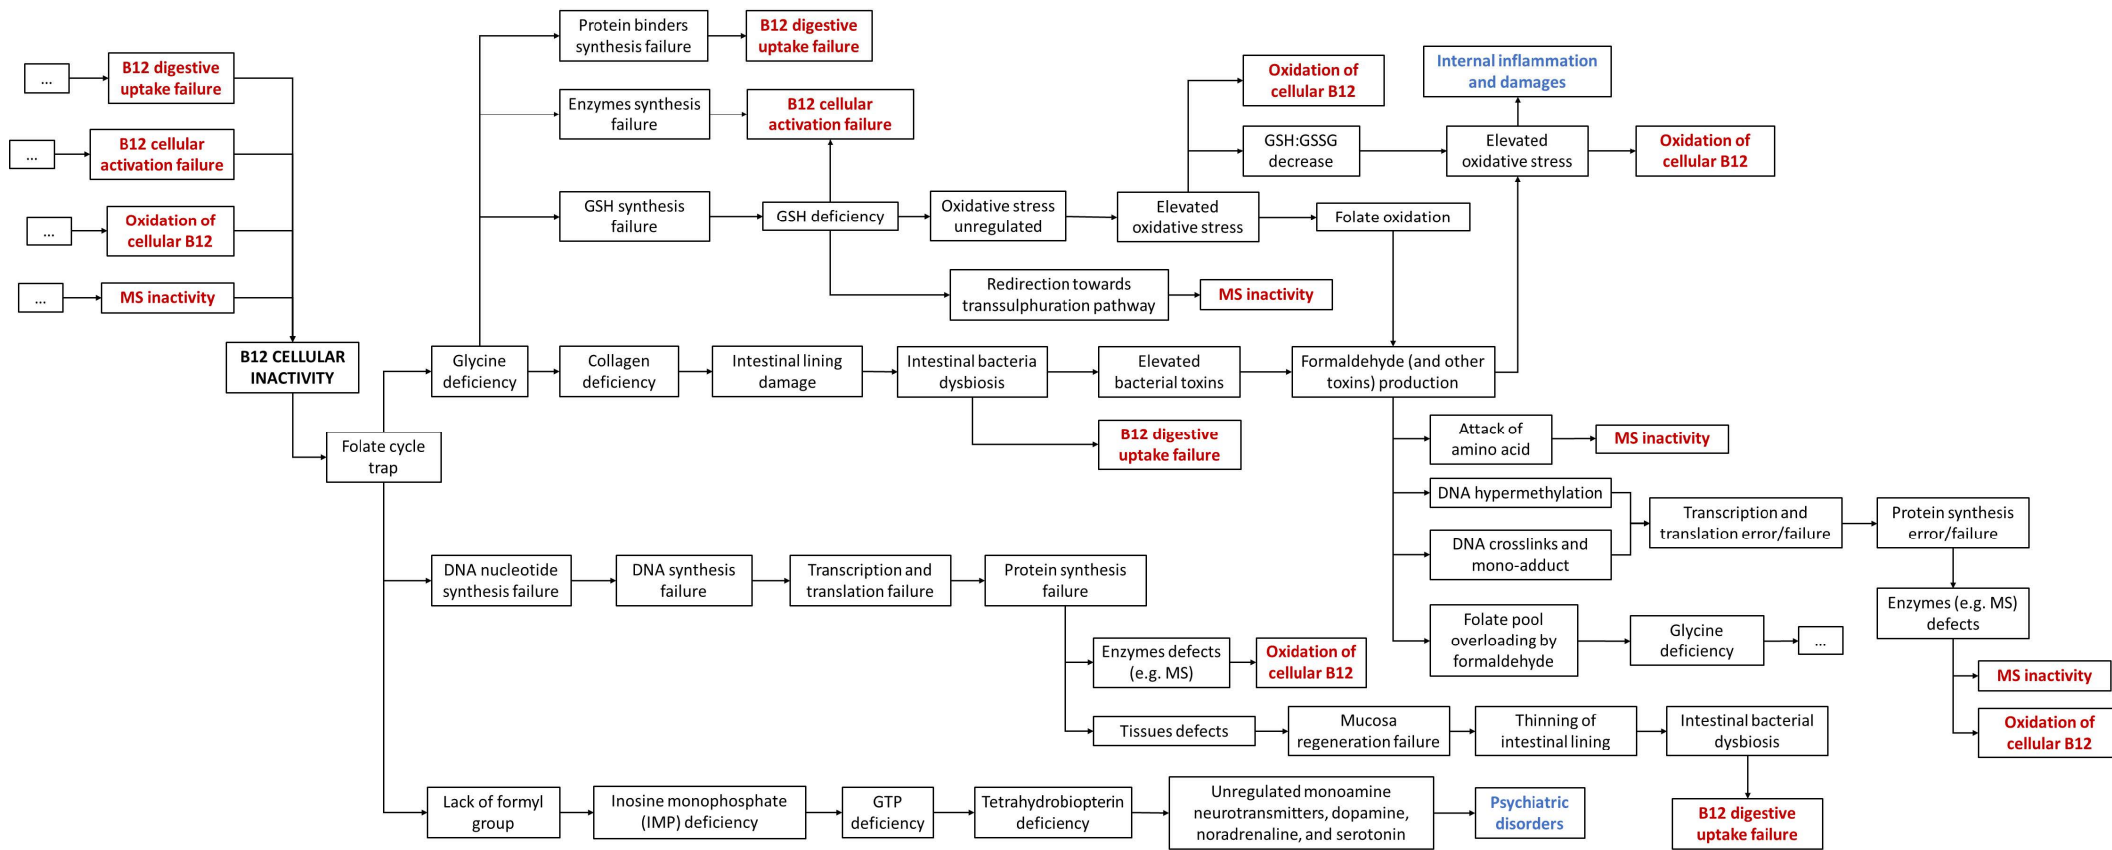 ...
B12 digestive
uptake failure
...
B12 cellular
activation failure
...
Oxidation of
cellular B12
...
MS inactivity
B12 CELLULAR
INACTIVITY
Folate cycle
trap
Protein binders
synthesis failure
B12 digestive
uptake failure
Enzymes synthesis
failure
B12 cellular
activation failure
GSH synthesis
failure
GSH deficiency
Oxidative stress
unregulated
Elevated
oxidative stress
Oxidation of
cellular B12
GSH:GSSG
decrease
Internal inflammation
and damages
Elevated
oxidative stress
Oxidation of
cellular B12
Folate oxidation
Redirection towards
transsulphuration pathway
MS inactivity
Glycine
deficiency
Collagen
deficiency
Intestinal lining
damage
Intestinal bacteria
dysbiosis
Elevated
bacterial toxins
Formaldehyde (and other
toxins) production
B12 digestive
uptake failure
Attack of
amino acid
MS inactivity
DNA hypermethylation
DNA crosslinks and
mono-adduct
Transcription and
translation error/failure
Protein synthesis
error/failure
Enzymes (e.g. MS)
defects
MS inactivity
Oxidation of
cellular B12
Folate pool
overloading by
formaldehyde
Glycine
deficiency
...
DNA nucleotide
synthesis failure
DNA synthesis
failure
Transcription and
translation failure
Protein synthesis
failure
Enzymes defects
(e.g. MS)
Oxidation of
cellular B12
Tissues defects
Mucosa
regeneration failure
Thinning of
intestinal lining
Intestinal bacterial
dysbiosis
B12 digestive
uptake failure
Lack of formyl
group
Inosine monophosphate
(IMP) deficiency
GTP
deficiency
Tetrahydrobiopterin
deficiency
Unregulated monoamine
neurotransmitters, dopamine,
noradrenaline, and serotonin
Psychiatric
disorders